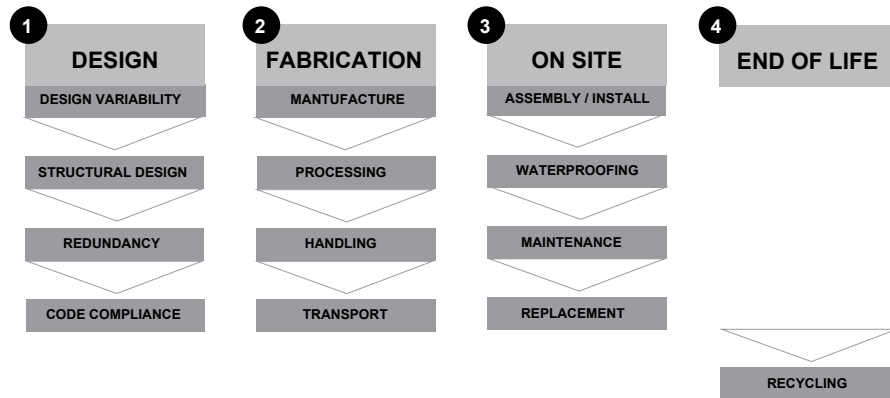 1
DESIGN
DESIGN VARIABILITY
STRUCTURAL DESIGN
REDUNDANCY
CODE COMPLIANCE
2
FABRICATION
MANTUFACTURE
PROCESSING
HANDLING
TRANSPORT
3
ON SITE
ASSEMBLY / INSTALL
WATERPROOFING
MAINTENANCE
REPLACEMENT
4
END OF LIFE
RECYCLING